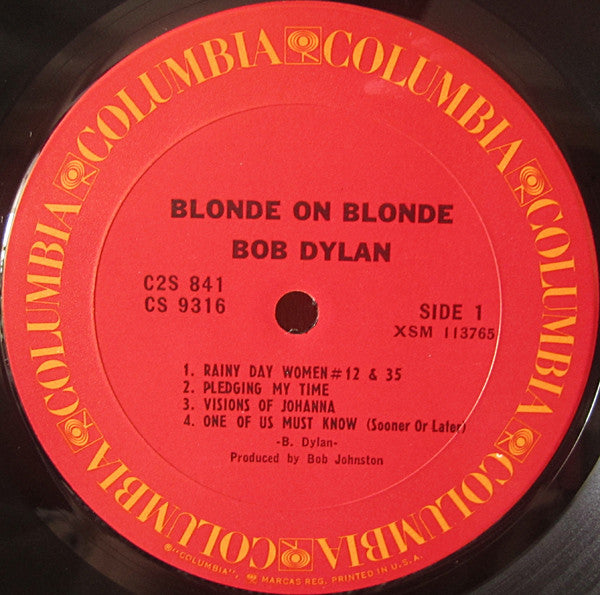 COLUMBIA COLUMBIA COLUMBIA COLUMBIA COLUMBIA COLUMBIA
BLONDE ON BLONDE
BOB DYLAN
C2S 841
CS 9316
SIDE 1
XSM 113765
1. RAINY DAY WOMEN #12 & 35
2. PLEDGING MY TIME
3. VISIONS OF JOHANNA
4. ONE OF US MUST KNOW (Sooner Or Later)
-B. Dylan-
Produced by Bob Johnston
®"COLUMBIA", MARCAS REG. PRINTED IN U.S.A.